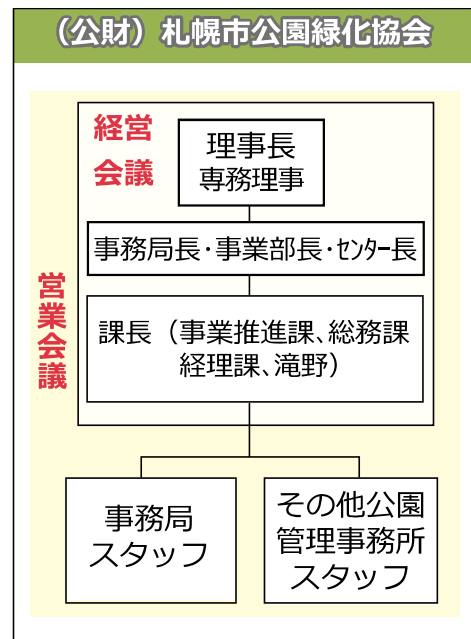 （公財）札幌市公園緑化協会
経営
会議
理事長
専務理事
事務局長・事業部長・ｾﾝﾀｰ長
営業会議
課長（事業推進課、総務課
経理課、滝野）
事務局
スタッフ
その他公園
管理事務所
スタッフ